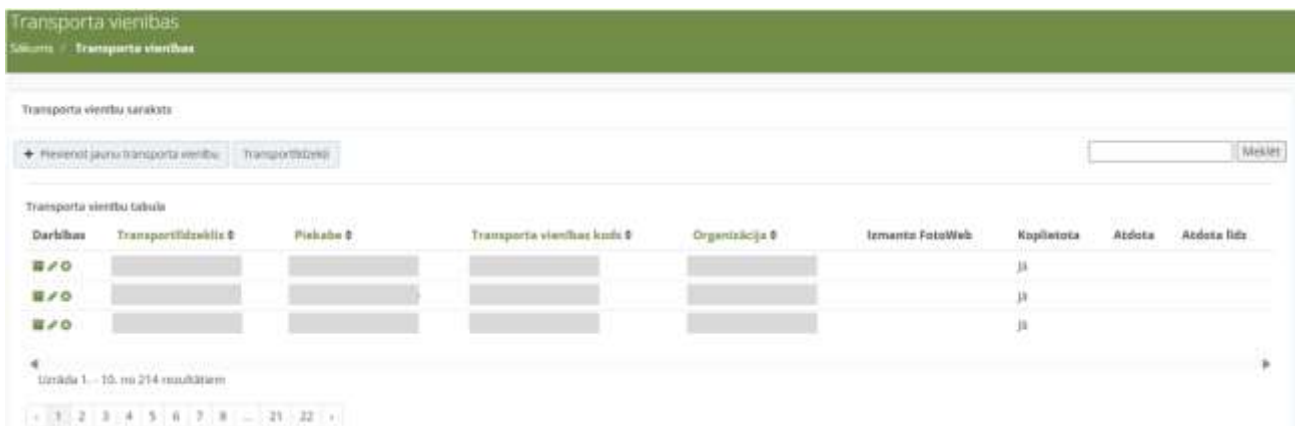 Transporta vienības
Sākums / Transporta vienības
Transporta vienību saraksts
+ Pievienot jaunu transporta vienību Transportlīdzekļi Meklēt
Transporta vienību tabula
Darbības Transportlīdzeklis Piekabe Transporta vienības kods Organizācija Izmanto FotoWeb Koplietota Atdota Atdota līdz
Jā
Jā
Jā
Uzrāda 1. - 10. no 214 rezultātiem
‹ 1 2 3 4 5 6 7 8 ... 21 22 ›